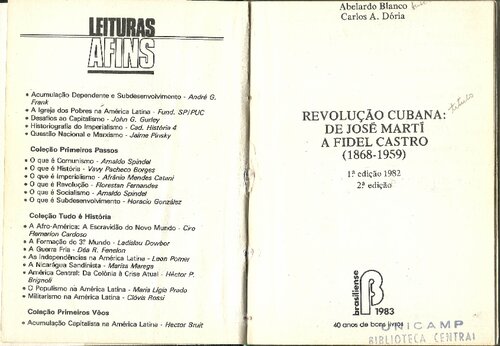 LEITURAS
AFINS
• Acumulação Dependente e Subdesenvolvimento - André G.
Frank
• A Igreja dos Pobres na América Latina - Fund. SP/PUC
• Desafios ao Capitalismo - John G. Gurley
• Historiografia do Imperialismo - Cad. História 4
• Questão Nacional e Marxismo - Jaime Pinsky
Coleção Primeiros Passos
• O que é Comunismo - Arnaldo Spindel
• O que é História - Vavy Pacheco Borges
• O que é Imperialismo - Afrânio Mendes Catani
• O que é Revolução - Florestan Fernandes
• O que é Socialismo - Arnaldo Spindel
• O que é Subdesenvolvimento - Horacio González
Coleção Tudo é História
• A Afro-América: A Escravidão do Novo Mundo - Ciro
Flamarion Cardoso
• A Formação do 3º Mundo - Ladislau Dowbor
• A Guerra Fria - Déa R. Fenelon
• As Independências na América Latina - Leon Pomer
• A Nicarágua Sandinista - Marisa Marega
• América Central: Da Colônia à Crise Atual - Héctor P.
Brignoli
• O Populismo na América Latina - Maria Ligia Prado
• Militarismo na América Latina - Clóvis Rossi
Coleção Primeiros Vôos
• Acumulação Capitalista na América Latina - Hector Bruit
Abelardo Blanco
Carlos A. Dória
título
REVOLUÇÃO CUBANA:
DE JOSÉ MARTÍ
A FIDEL CASTRO
(1868-1959)
1ª edição 1982
2ª edição
brasiliense
1983
40 anos de bons livros
UNICAMP
BIBLIOTECA CENTRAL